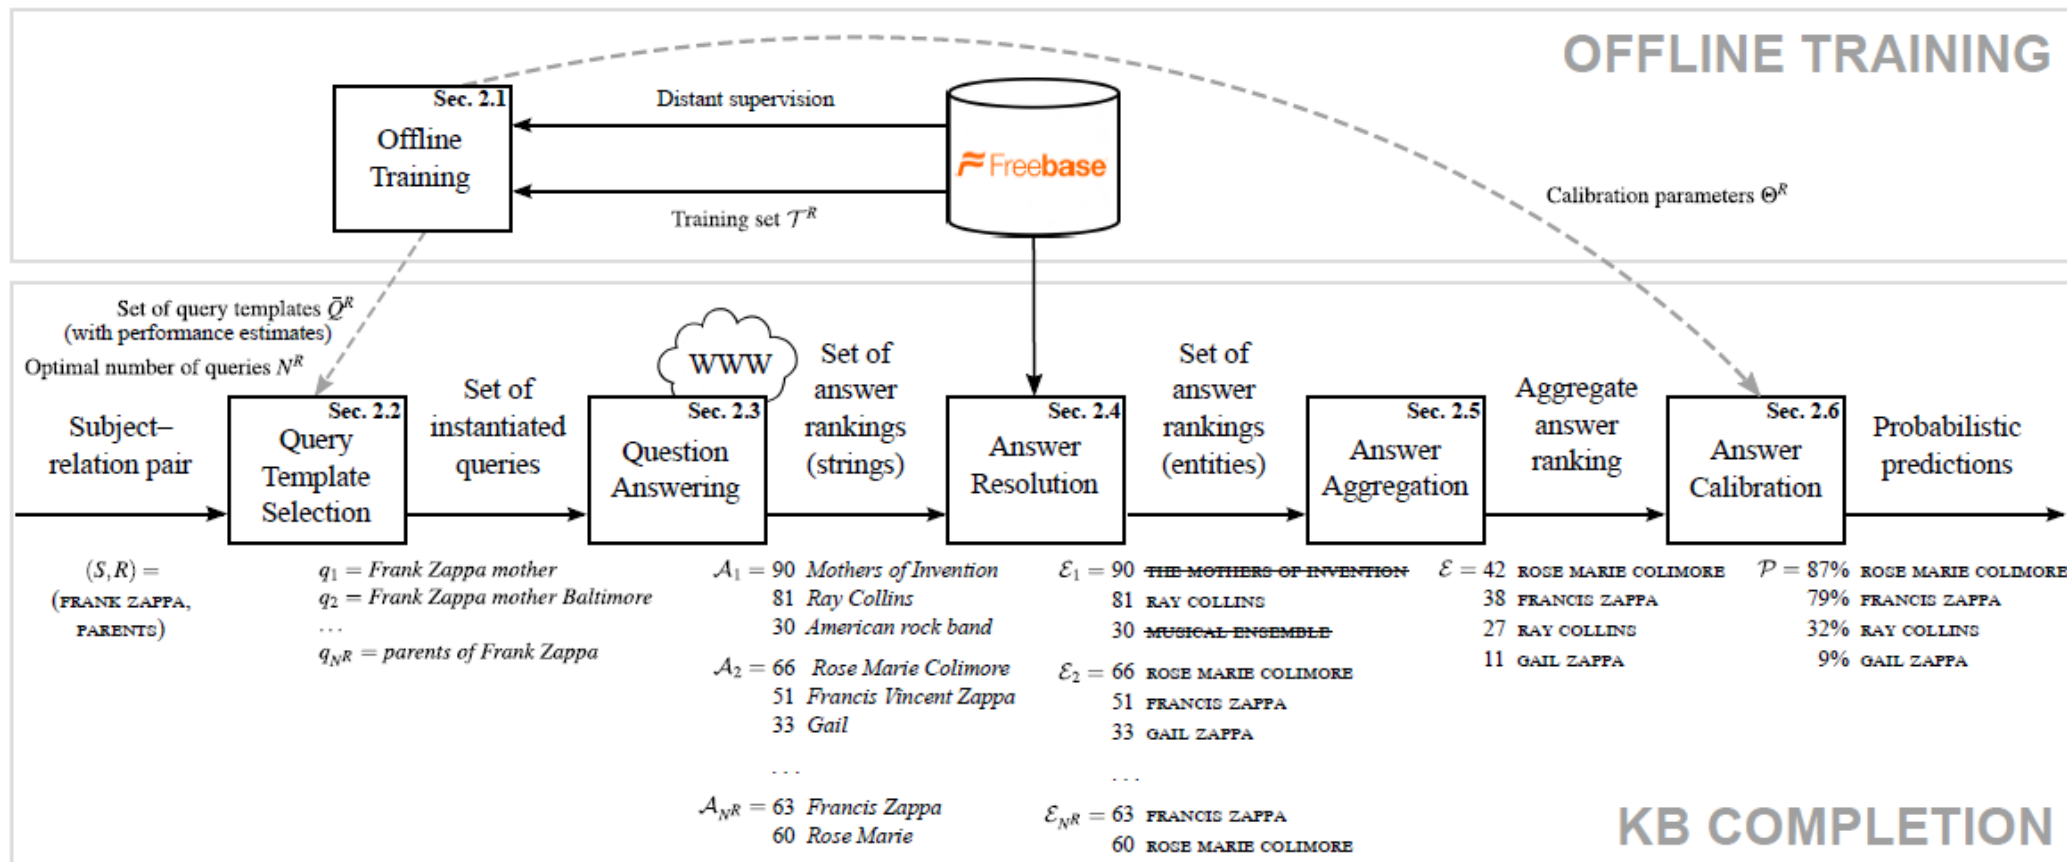 OFFLINE TRAINING
Sec. 2.1
Offline
Training
Distant supervision
Training set 𝒯^R
Freebase
Calibration parameters Θ^R
Set of query templates Q̄^R
(with performance estimates)
Optimal number of queries N^R
Subject–
relation pair
Sec. 2.2
Query
Template
Selection
Set of
instantiated
queries
WWW
Sec. 2.3
Question
Answering
Set of
answer
rankings
(strings)
Sec. 2.4
Answer
Resolution
Set of
answer
rankings
(entities)
Sec. 2.5
Answer
Aggregation
Aggregate
answer
ranking
Sec. 2.6
Answer
Calibration
Probabilistic
predictions
(S,R) =
(FRANK ZAPPA,
PARENTS)
q₁ = Frank Zappa mother
q₂ = Frank Zappa mother Baltimore
...
q_{N^R} = parents of Frank Zappa
𝒜₁ = 90 Mothers of Invention
81 Ray Collins
30 American rock band
𝒜₂ = 66 Rose Marie Colimore
51 Francis Vincent Zappa
33 Gail
...
𝒜_{N^R} = 63 Francis Zappa
60 Rose Marie
ℰ₁ = 90 THE MOTHERS OF INVENTION
81 RAY COLLINS
30 MUSICAL ENSEMBLE
ℰ₂ = 66 ROSE MARIE COLIMORE
51 FRANCIS ZAPPA
33 GAIL ZAPPA
...
ℰ_{N^R} = 63 FRANCIS ZAPPA
60 ROSE MARIE COLIMORE
ℰ = 42 ROSE MARIE COLIMORE
38 FRANCIS ZAPPA
27 RAY COLLINS
11 GAIL ZAPPA
𝒫 = 87% ROSE MARIE COLIMORE
79% FRANCIS ZAPPA
32% RAY COLLINS
9% GAIL ZAPPA
KB COMPLETION